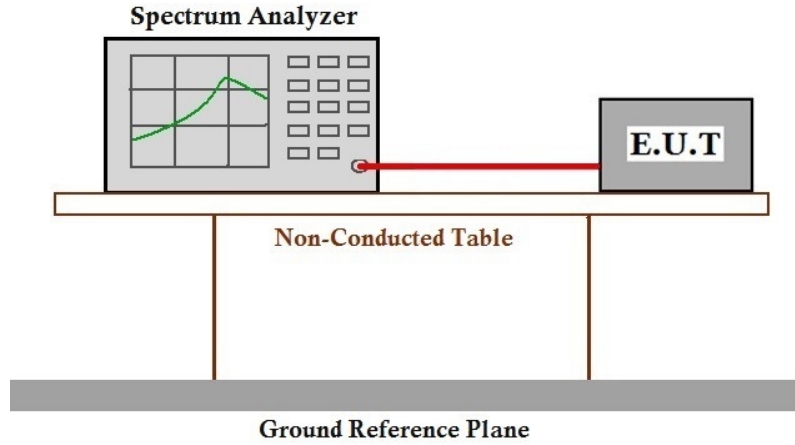 Spectrum Analyzer
E.U.T
Non-Conducted Table
Ground Reference Plane